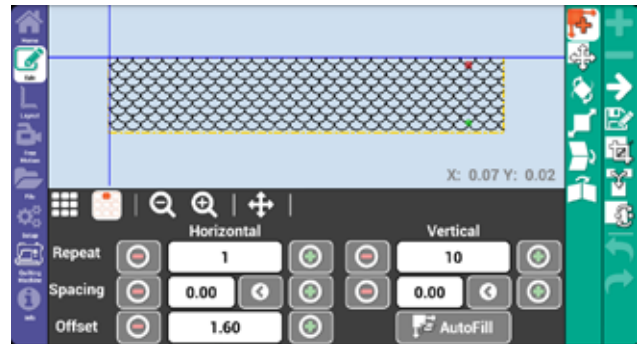 Home
Edit
Layout
Free
Motion
File
Setup
Quilting
Machine
Info
X: 0.07 Y: 0.02
Horizontal
Vertical
Repeat
1
10
Spacing
0.00
0.00
Offset
1.60
AutoFill